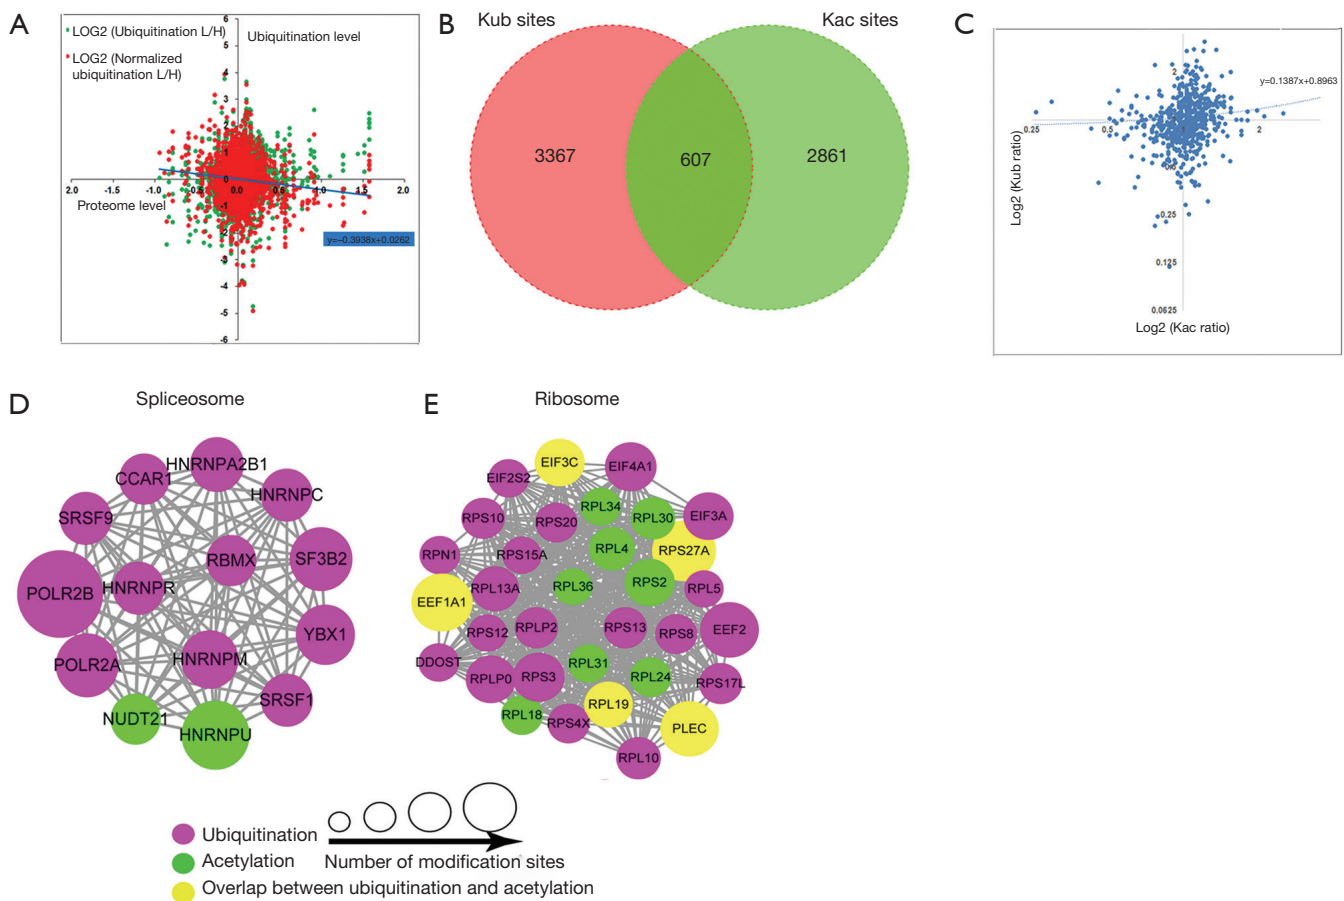 A
LOG2 (Ubiquitination L/H)
LOG2 (Normalized
ubiquitination L/H)
Ubiquitination level
6
5
4
3
2
1
0
-1
-2
-3
-4
-5
-6
2.0
1.5
1.0
0.5
0.0
0.5
1.0
1.5
2.0
Proteome level
y=−0.3938x+0.0262
B
Kub sites
Kac sites
3367
607
2861
C
y=0.1387x+0.8963
2
0.25
0.5
1
2
0.25
0.125
0.0625
Log2 (Kub ratio)
Log2 (Kac ratio)
D
Spliceosome
HNRNPA2B1
CCAR1
HNRNPC
SRSF9
RBMX
SF3B2
POLR2B
HNRNPR
YBX1
POLR2A
HNRNPM
SRSF1
NUDT21
HNRNPU
E
Ribosome
EIF3C
EIF4A1
EIF2S2
RPL34
RPS10
RPS20
RPL30
EIF3A
RPN1
RPS15A
RPL4
RPS27A
RPL13A
RPL36
RPS2
RPL5
EEF1A1
RPS12
RPLP2
RPS13
RPS8
EEF2
DDOST
RPLP0
RPS3
RPL31
RPL24
RPS17L
RPL18
RPS4X
RPL19
PLEC
RPL10
Ubiquitination
Acetylation
Overlap between ubiquitination and acetylation
Number of modification sites